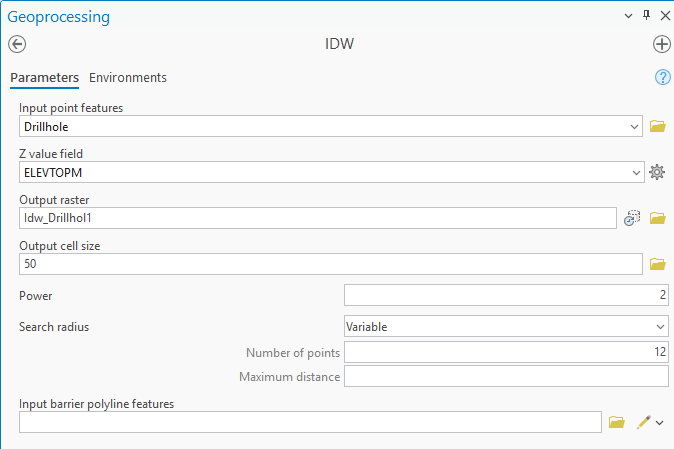 Geoprocessing
IDW
Parameters Environments
Input point features
Drillhole
Z value field
ELEVTOPM
Output raster
Idw_Drillhol1
Output cell size
50
Power 2
Search radius Variable
Number of points 12
Maximum distance
Input barrier polyline features